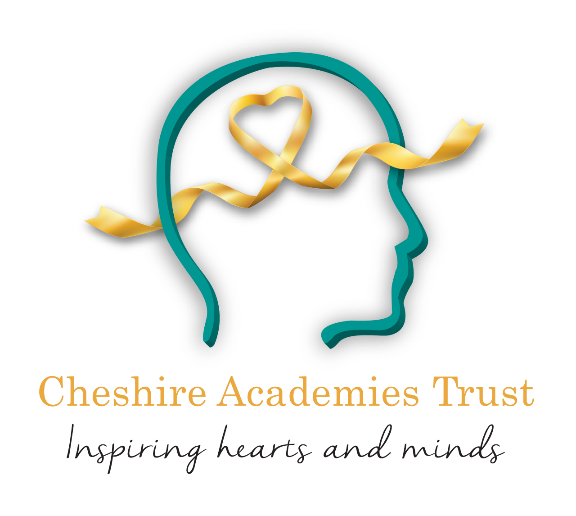 Cheshire Academies Trust
Inspiring hearts and minds